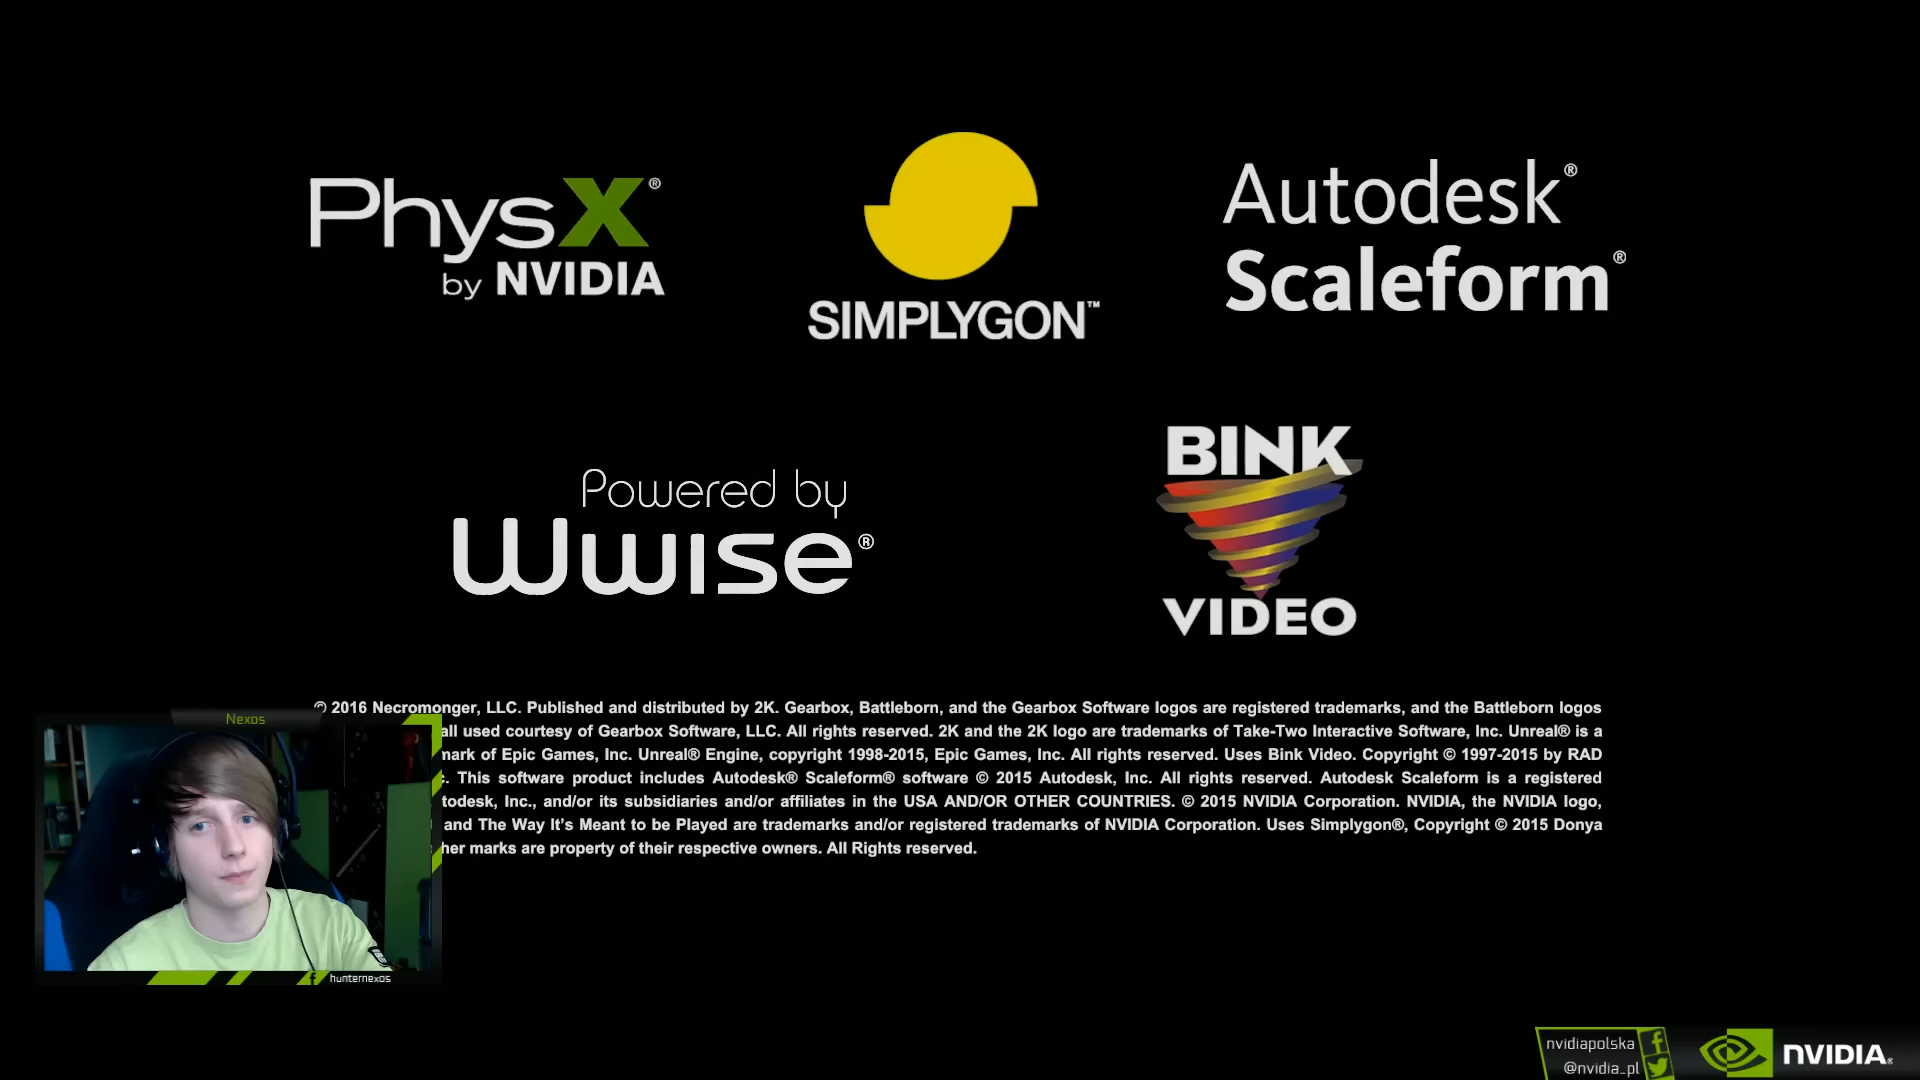 PhysX®
by NVIDIA
SIMPLYGON™
Autodesk®
Scaleform®
Powered by
Wwise®
BINK
VIDEO
© 2016 Necromonger, LLC. Published and distributed by 2K. Gearbox, Battleborn, and the Gearbox Software logos are registered trademarks, and the Battleborn logos
all used courtesy of Gearbox Software, LLC. All rights reserved. 2K and the 2K logo are trademarks of Take-Two Interactive Software, Inc. Unreal® is a
mark of Epic Games, Inc. Unreal® Engine, copyright 1998-2015, Epic Games, Inc. All rights reserved. Uses Bink Video. Copyright © 1997-2015 by RAD
. This software product includes Autodesk® Scaleform® software © 2015 Autodesk, Inc. All rights reserved. Autodesk Scaleform is a registered
todesk, Inc., and/or its subsidiaries and/or affiliates in the USA AND/OR OTHER COUNTRIES. © 2015 NVIDIA Corporation. NVIDIA, the NVIDIA logo,
and The Way It’s Meant to be Played are trademarks and/or registered trademarks of NVIDIA Corporation. Uses Simplygon®, Copyright © 2015 Donya
her marks are property of their respective owners. All Rights reserved.
Nexos
hunternexos
nvidiapolska
@nvidia_pl
NVIDIA.